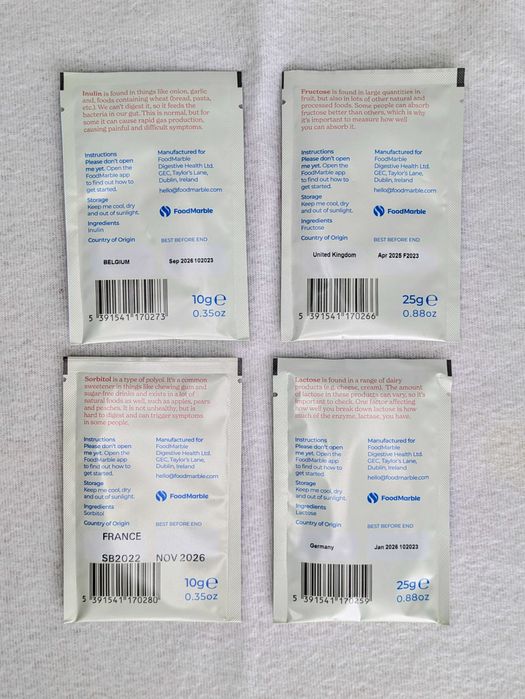 Inulin is found in things like onion, garlic
and, foods containing wheat (bread, pasta,
etc.). We can't digest it, so it feeds the
bacteria in our gut. This is normal, but for
some it can cause rapid gas production,
causing painful and difficult symptoms.
Instructions
Please don't open
me yet. Open the
FoodMarble app
to find out how to
get started.
Storage
Keep me cool, dry
and out of sunlight.
Ingredients
Inulin
Country of Origin
BELGIUM
Manufactured for
FoodMarble
Digestive Health Ltd.
GEC, Taylor's Lane,
Dublin, Ireland
hello@foodmarble.com
FoodMarble
BEST BEFORE END
Sep 2026 102023
5 391541 170273
10g ℮
0.35oz
Fructose is found in large quantities in
fruit, but also in lots of other natural and
processed foods. Some people can absorb
fructose better than others, which is why
it's important to measure how well
you can absorb it.
Instructions
Please don't open
me yet. Open the
FoodMarble app
to find out how to
get started.
Storage
Keep me cool, dry
and out of sunlight.
Ingredients
Fructose
Country of Origin
United Kingdom
Manufactured for
FoodMarble
Digestive Health Ltd.
GEC, Taylor's Lane,
Dublin, Ireland
hello@foodmarble.com
FoodMarble
BEST BEFORE END
Apr 2025 F2023
5 391541 170266
25g ℮
0.88oz
Sorbitol is a type of polyol. It's a common
sweetener in things like chewing gum and
sugar-free drinks and exists in a lot of
natural foods as well, such as apples, pears
and peaches. It is not unhealthy, but is
hard to digest and can trigger symptoms
in some people.
Instructions
Please don't open
me yet. Open the
FoodMarble app
to find out how to
get started.
Storage
Keep me cool, dry
and out of sunlight.
Ingredients
Sorbitol
Country of Origin
FRANCE
SB2022
Manufactured for
FoodMarble
Digestive Health Ltd.
GEC, Taylor's Lane,
Dublin, Ireland
hello@foodmarble.com
FoodMarble
BEST BEFORE END
NOV 2026
5 391541 170280
10g ℮
0.35oz
Lactose is found in a range of dairy
products (e.g. cheese, cream). The amount
of lactose in these products can vary, so it's
important to check. One factor affecting
how well you break down lactose is how
much of the enzyme, lactase, you have.
Instructions
Please don't open
me yet. Open the
FoodMarble app
to find out how to
get started.
Storage
Keep me cool, dry
and out of sunlight.
Ingredients
Lactose
Country of Origin
Germany
Manufactured for
FoodMarble
Digestive Health Ltd.
GEC, Taylor's Lane,
Dublin, Ireland
hello@foodmarble.com
FoodMarble
BEST BEFORE END
Jan 2026 102023
5 391541 170259
25g ℮
0.88oz